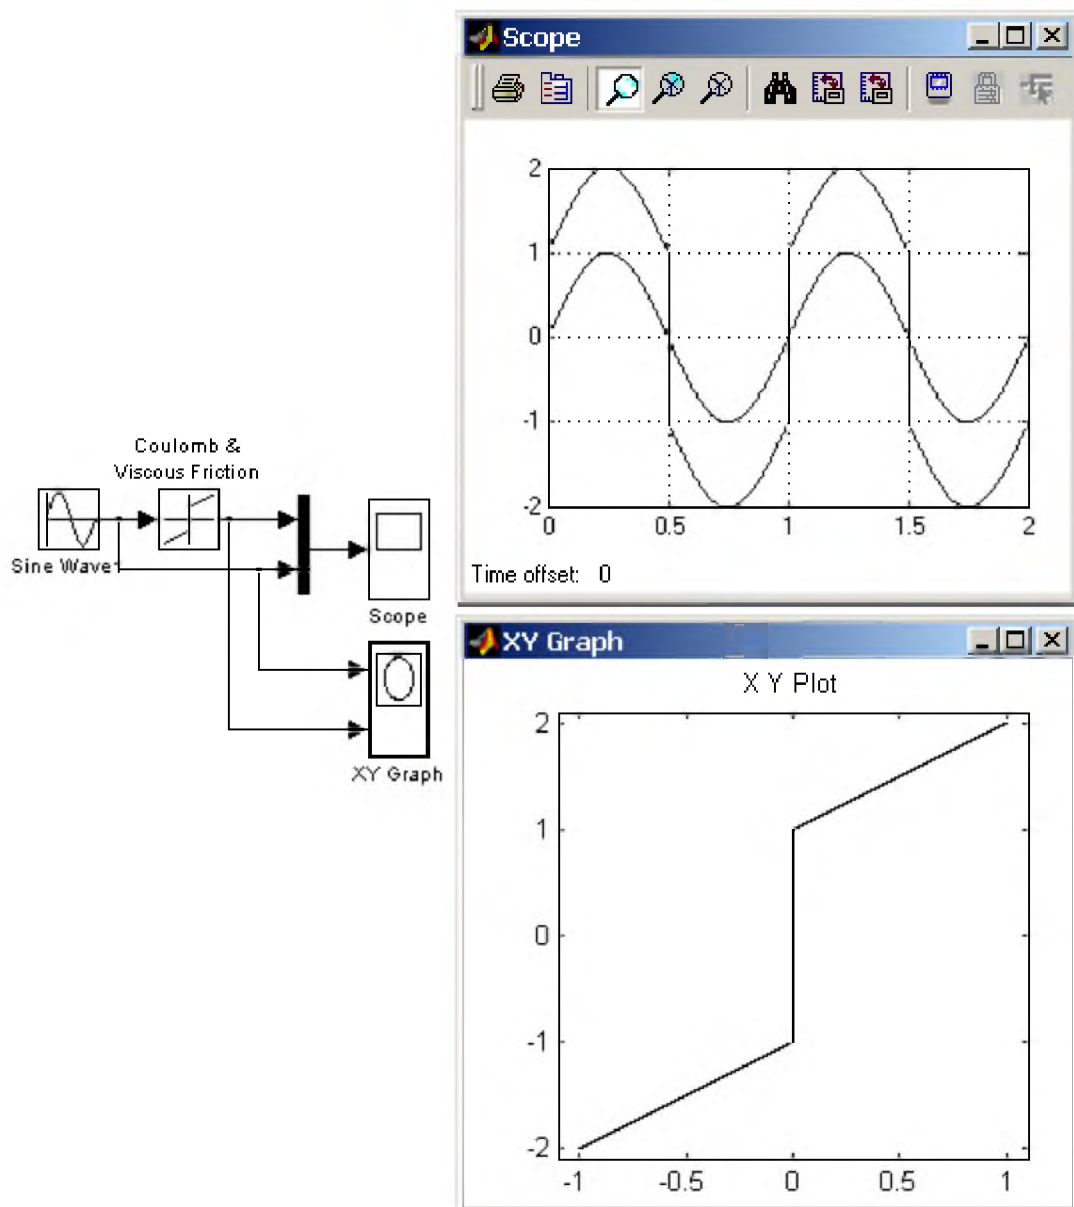 Scope
2
1
0
-1
-2
0 0.5 1 1.5 2
Time offset: 0
Coulomb &
Viscous Friction
Sine Wave
Scope
XY Graph
XY Graph
X Y Plot
2
1
0
-1
-2
-1 -0.5 0 0.5 1